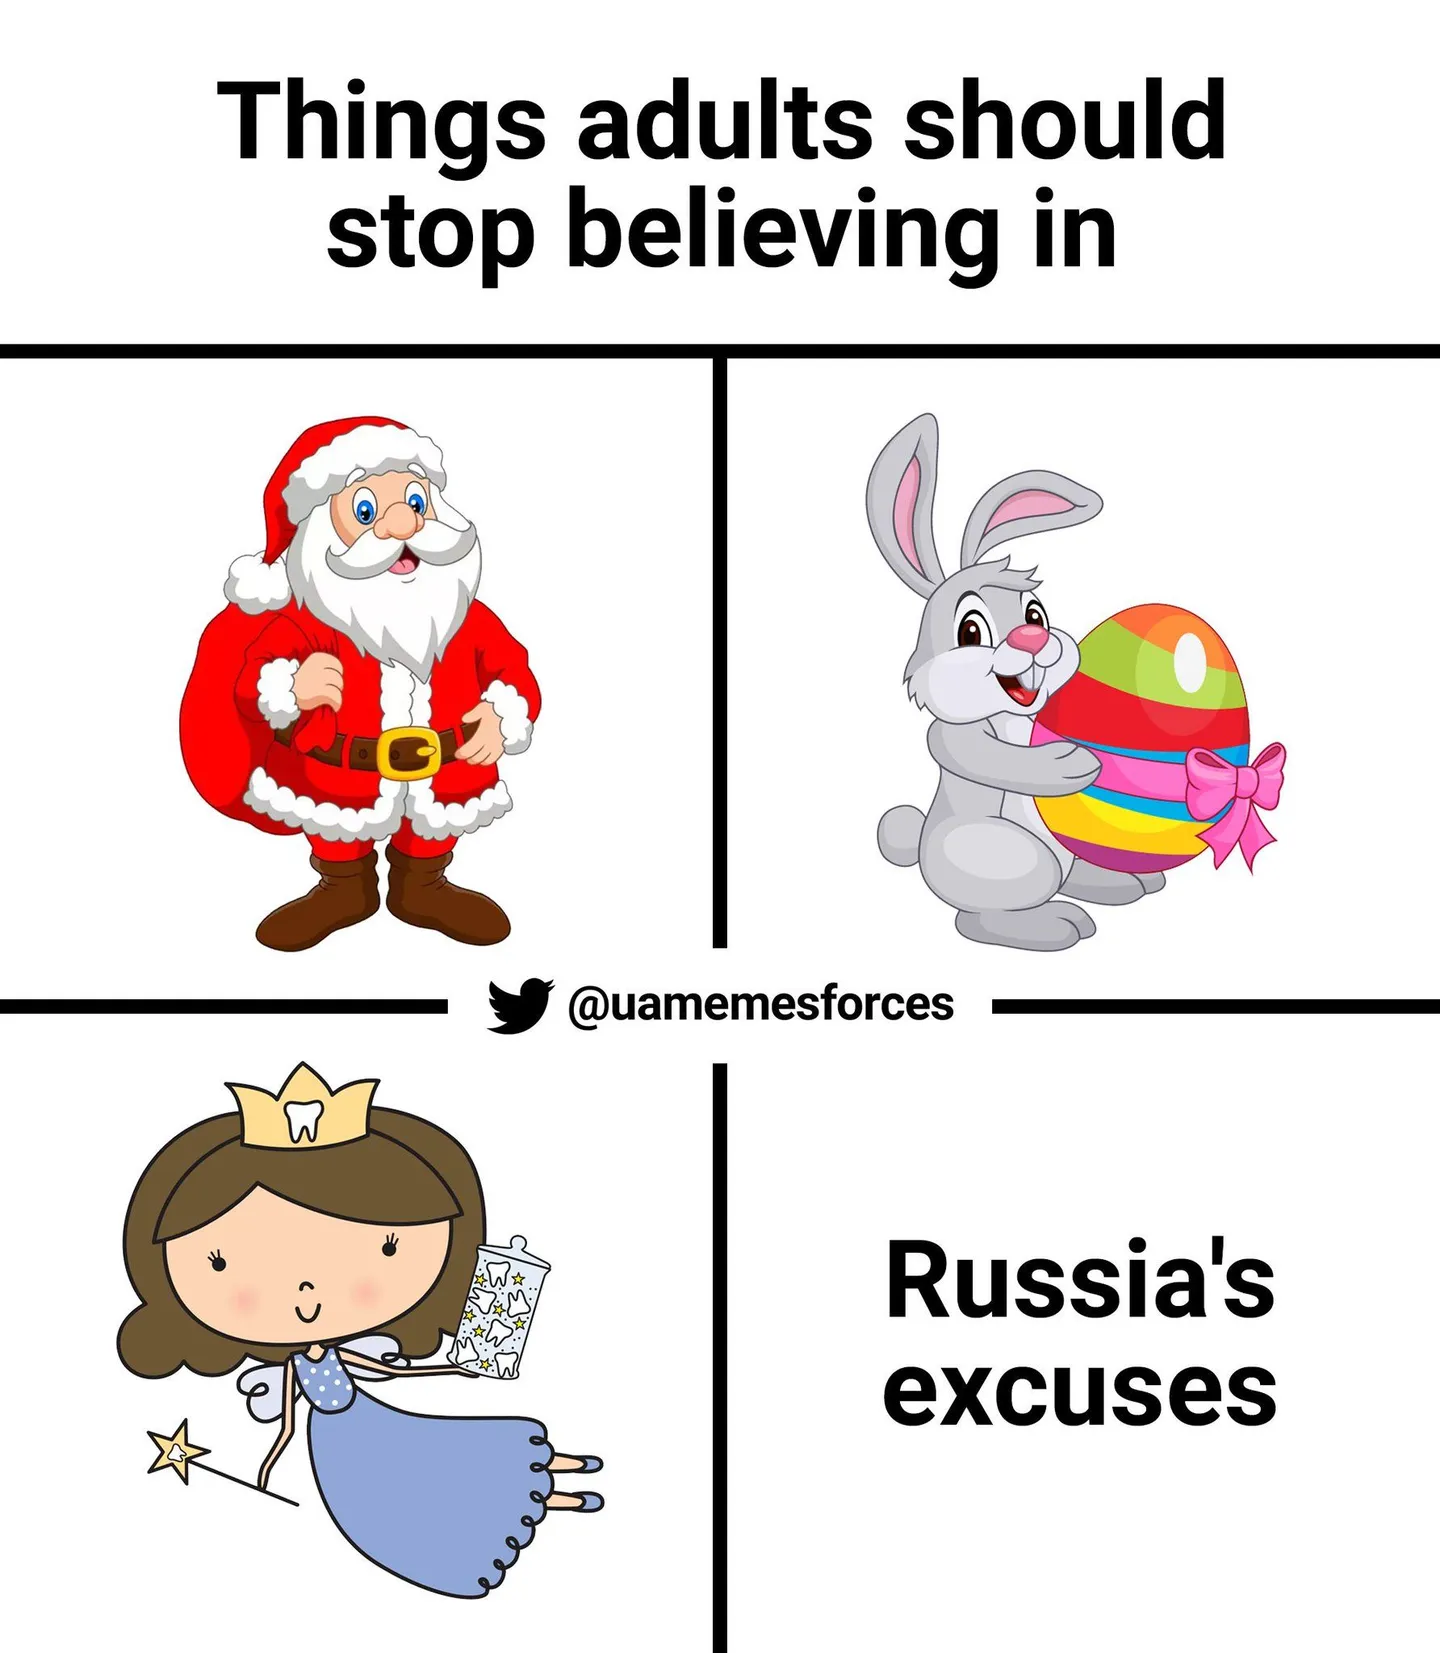 Things adults should
stop believing in
@uamemesforces
Russia's
excuses